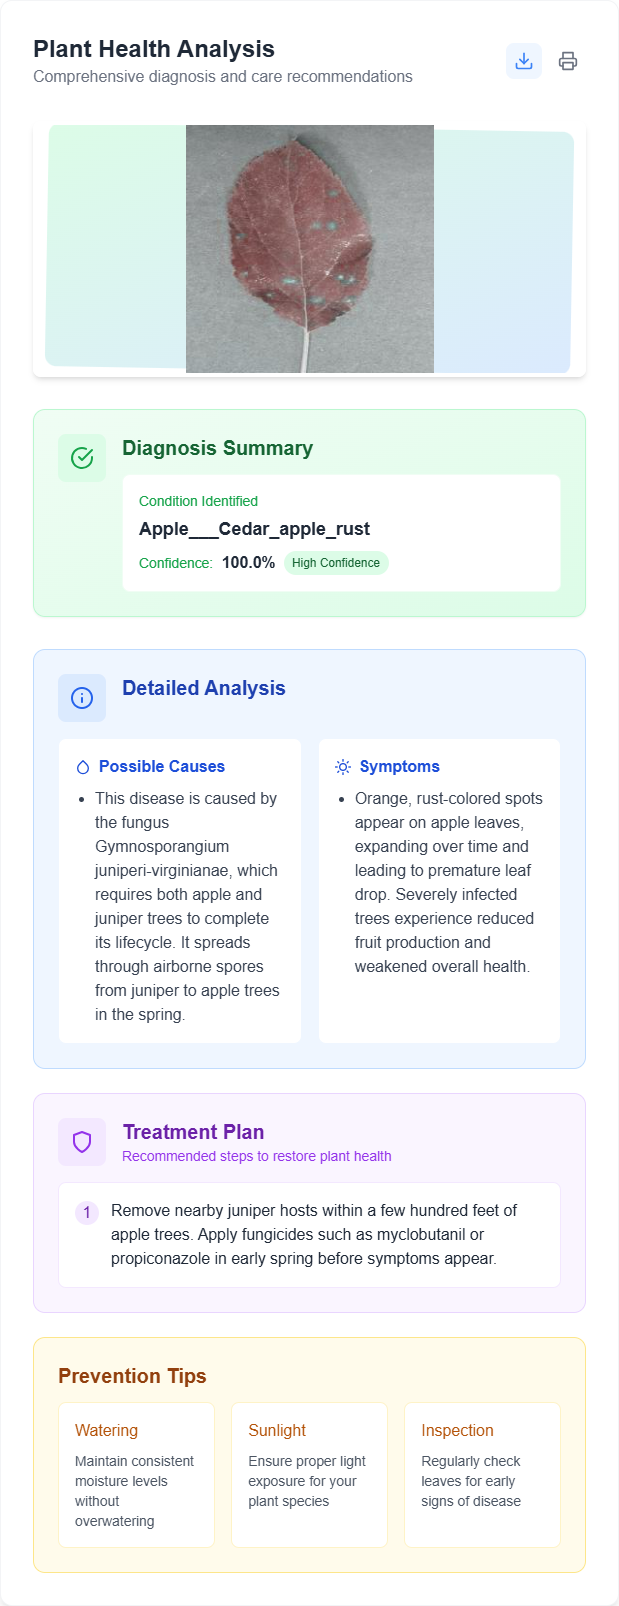 Plant Health Analysis
Comprehensive diagnosis and care recommendations
Diagnosis Summary
Condition Identified
Apple___Cedar_apple_rust
Confidence: 100.0% High Confidence
Detailed Analysis
Possible Causes
• This disease is caused by
the fungus
Gymnosporangium
juniperi-virginianae, which
requires both apple and
juniper trees to complete
its lifecycle. It spreads
through airborne spores
from juniper to apple trees
in the spring.
Symptoms
• Orange, rust-colored spots
appear on apple leaves,
expanding over time and
leading to premature leaf
drop. Severely infected
trees experience reduced
fruit production and
weakened overall health.
Treatment Plan
Recommended steps to restore plant health
1 Remove nearby juniper hosts within a few hundred feet of
apple trees. Apply fungicides such as myclobutanil or
propiconazole in early spring before symptoms appear.
Prevention Tips
Watering
Maintain consistent
moisture levels
without
overwatering
Sunlight
Ensure proper light
exposure for your
plant species
Inspection
Regularly check
leaves for early
signs of disease